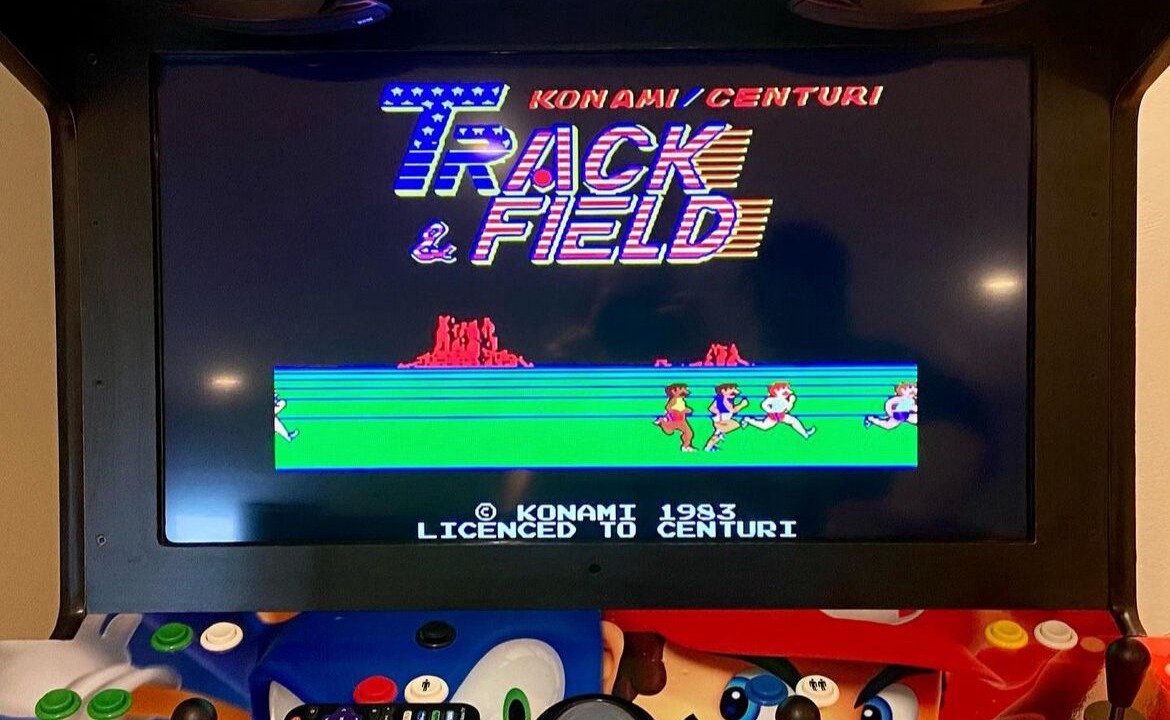 KONAMI/CENTURI
TRACK
& FIELD
© KONAMI 1983
LICENCED TO CENTURI